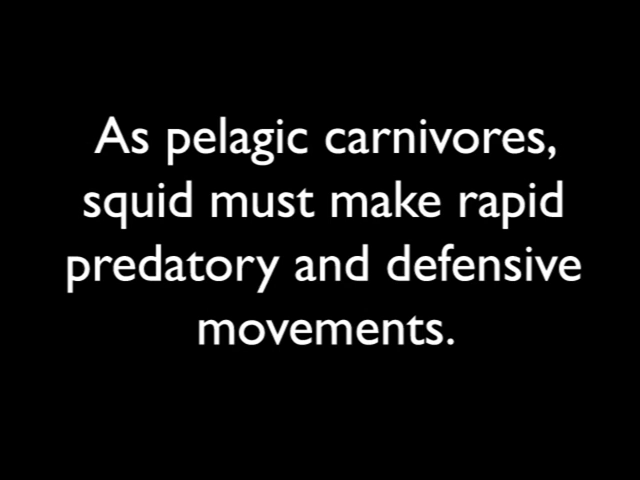 As pelagic carnivores,
squid must make rapid
predatory and defensive
movements.